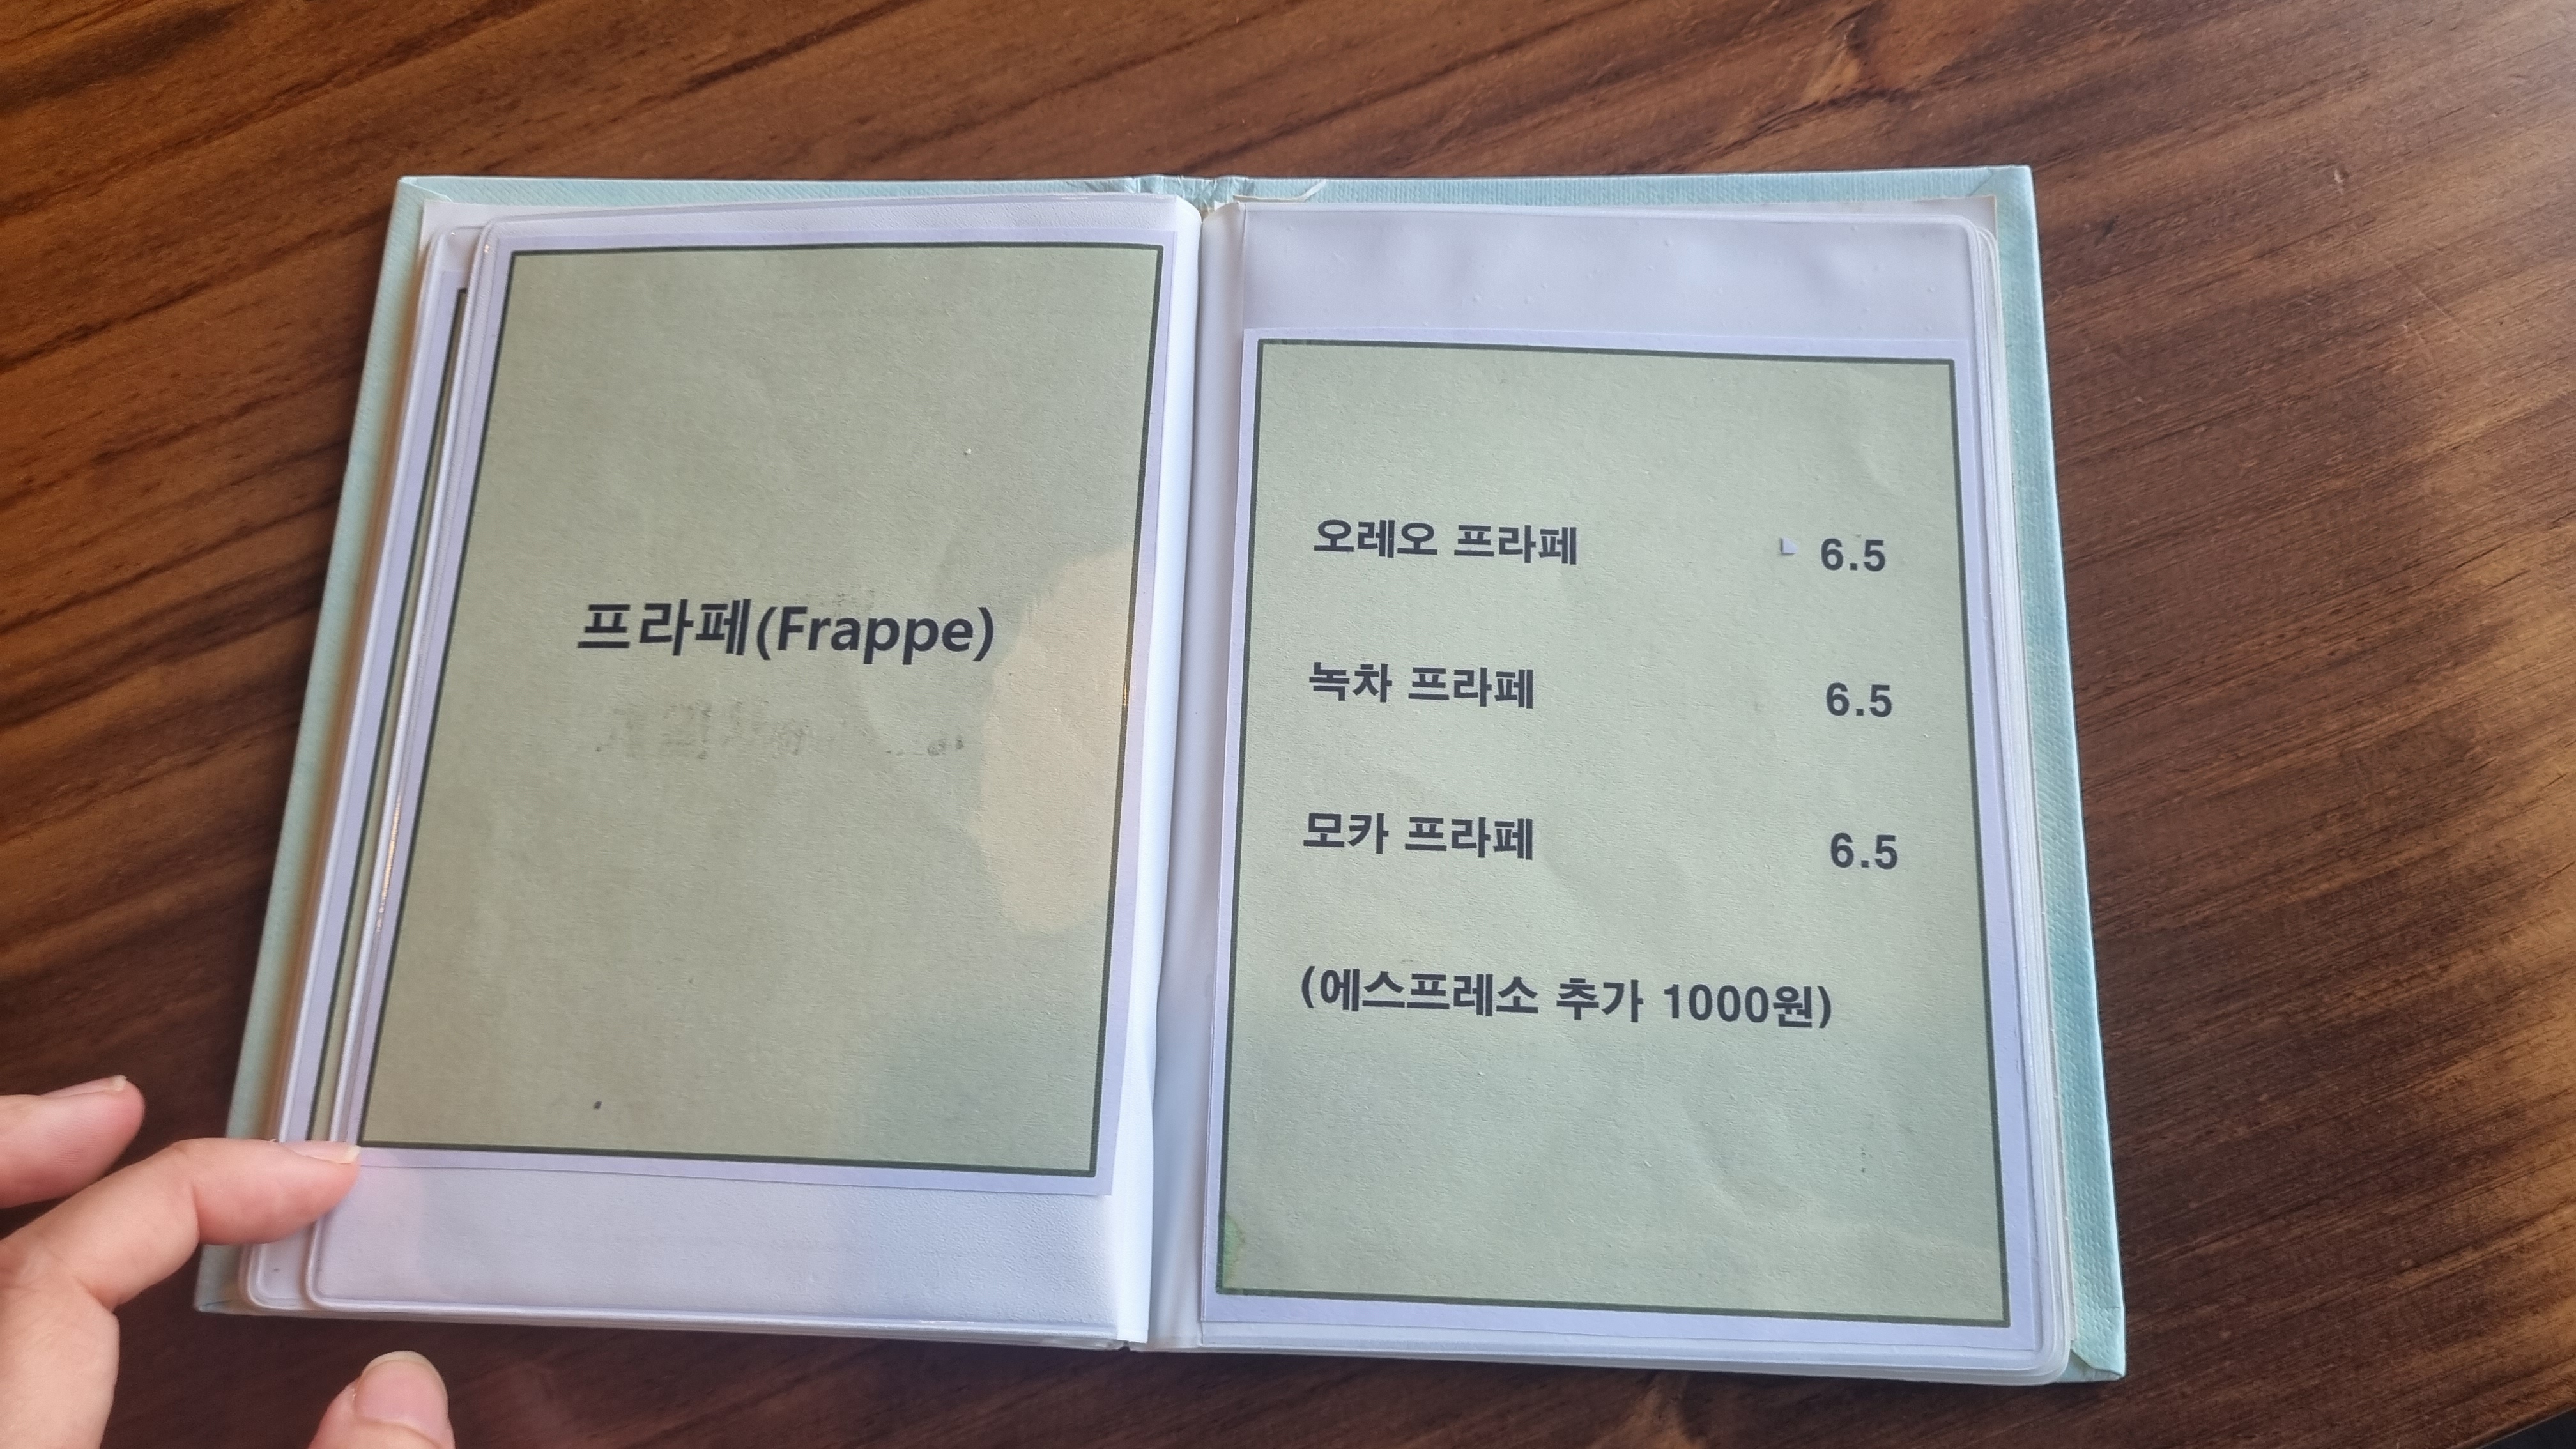 프라페(Frappe)
오레오 프라페 6.5
녹차 프라페 6.5
모카 프라페 6.5
(에스프레소 추가 1000원)